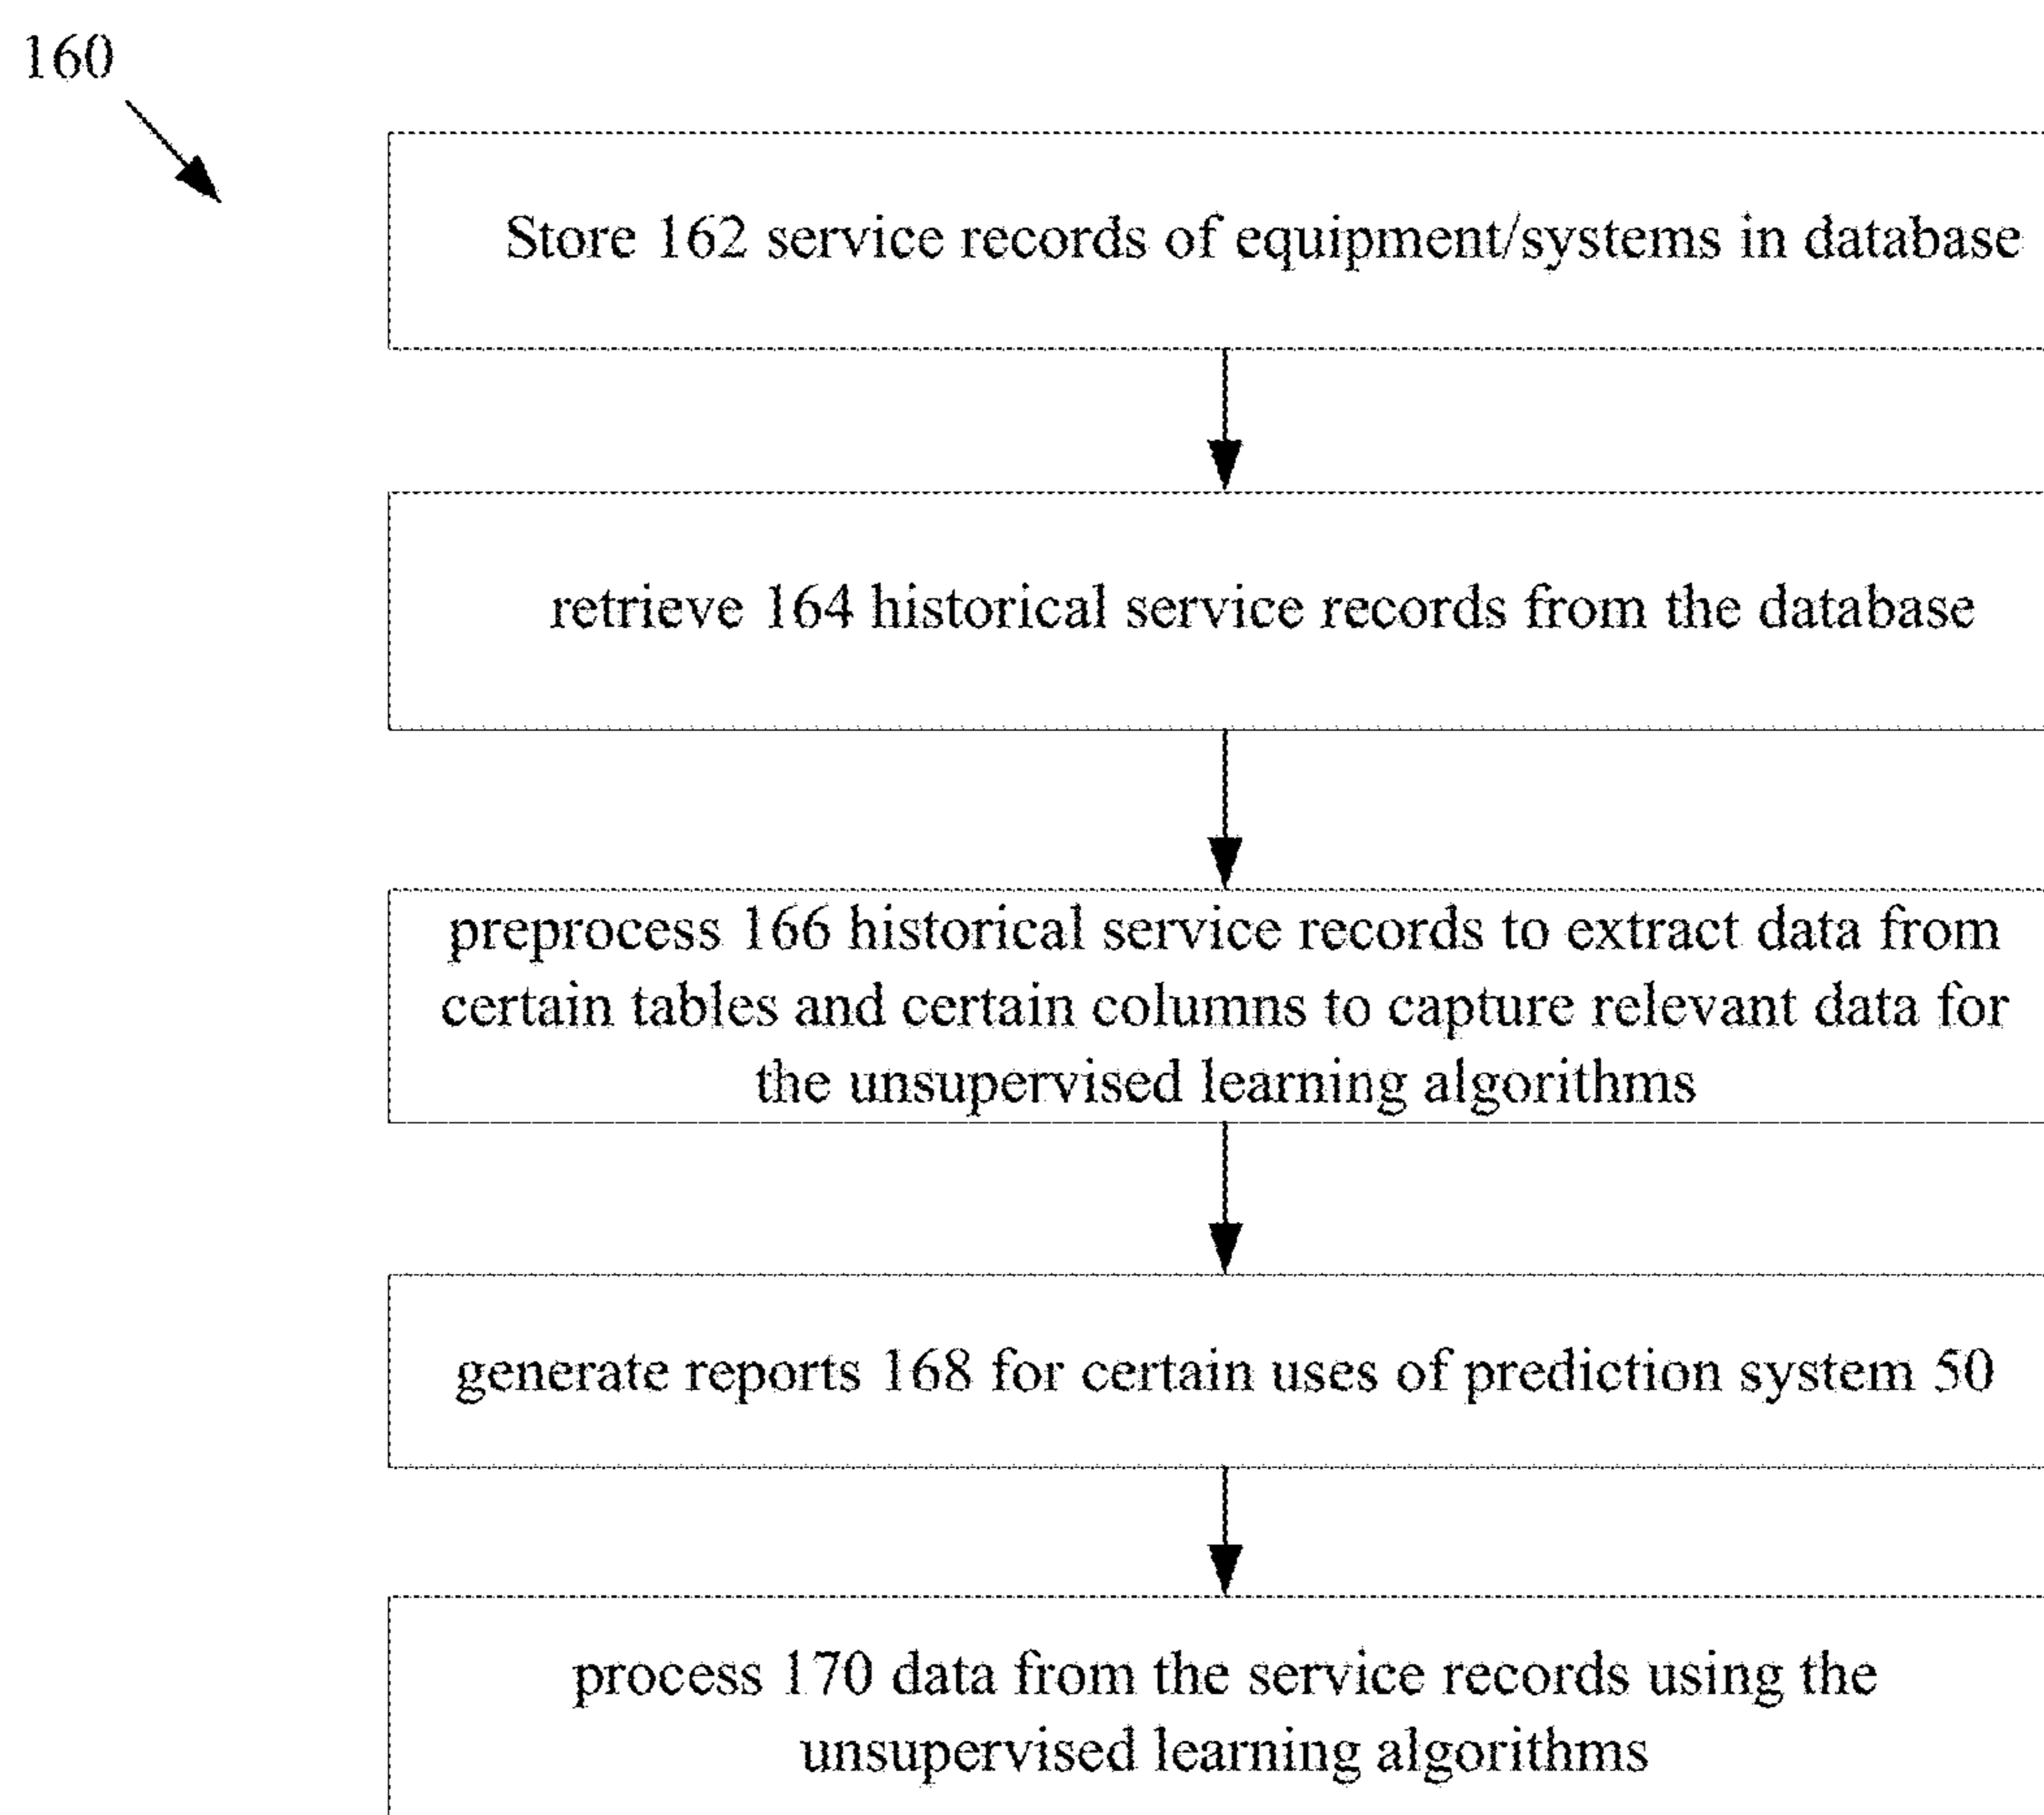 160
Store 162 service records of equipment/systems in database
retrieve 164 historical service records from the database
preprocess 166 historical service records to extract data from
certain tables and certain columns to capture relevant data for
the unsupervised learning algorithms
generate reports 168 for certain uses of prediction system 50
process 170 data from the service records using the
unsupervised learning algorithms